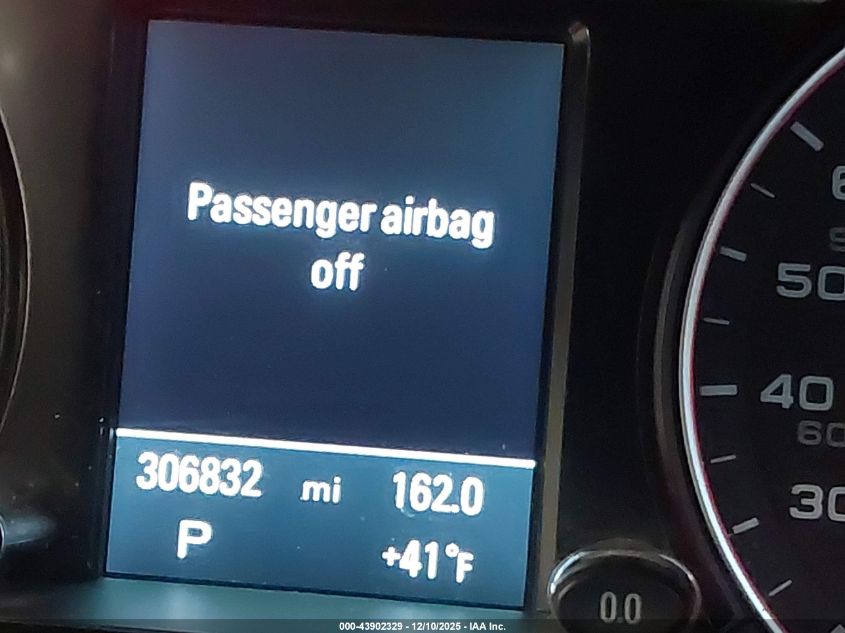 Passenger airbag
off
306832 mi 162.0
P +41°F
50
40
60
30
0.0
000-43902329 - 12/10/2025 - IAA Inc.